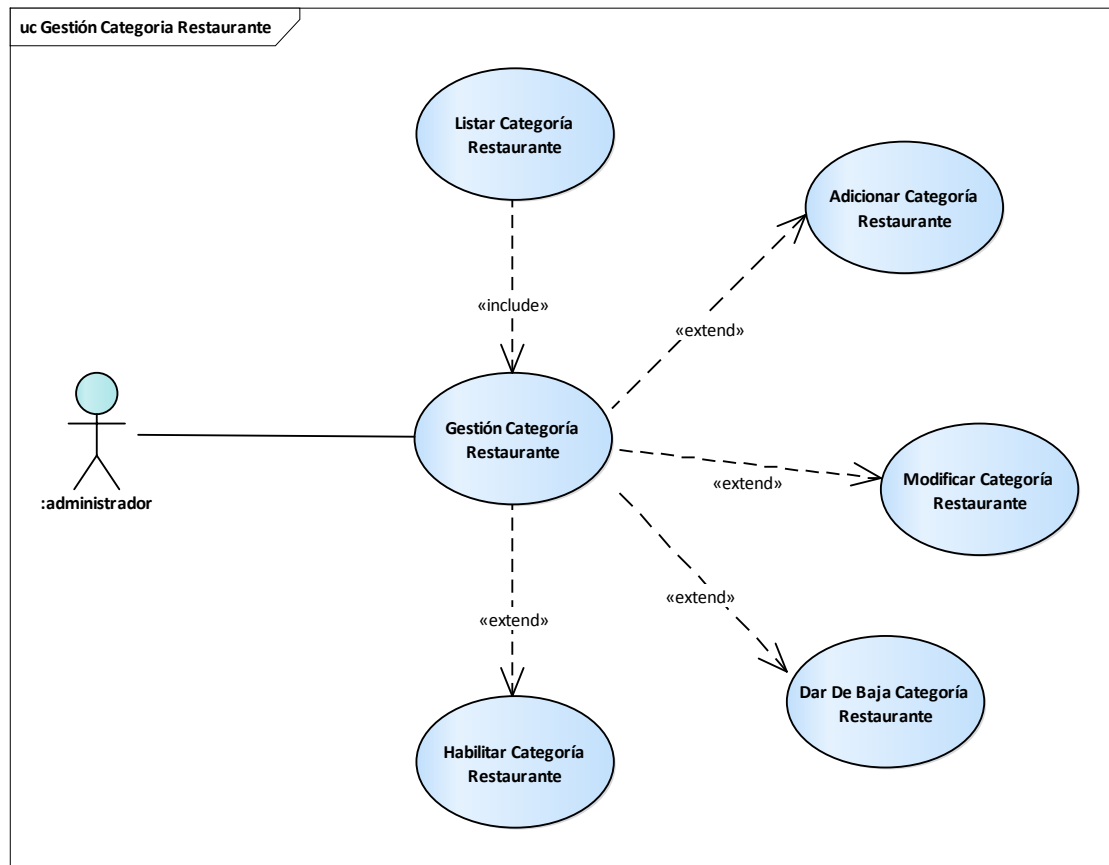 uc Gestión Categoria Restaurante
Listar Categoría
Restaurante
Adicionar Categoría
Restaurante
«include»
«extend»
Gestión Categoría
Restaurante
:administrador
«extend»
Modificar Categoría
Restaurante
«extend»
«extend»
Dar De Baja Categoría
Restaurante
Habilitar Categoría
Restaurante